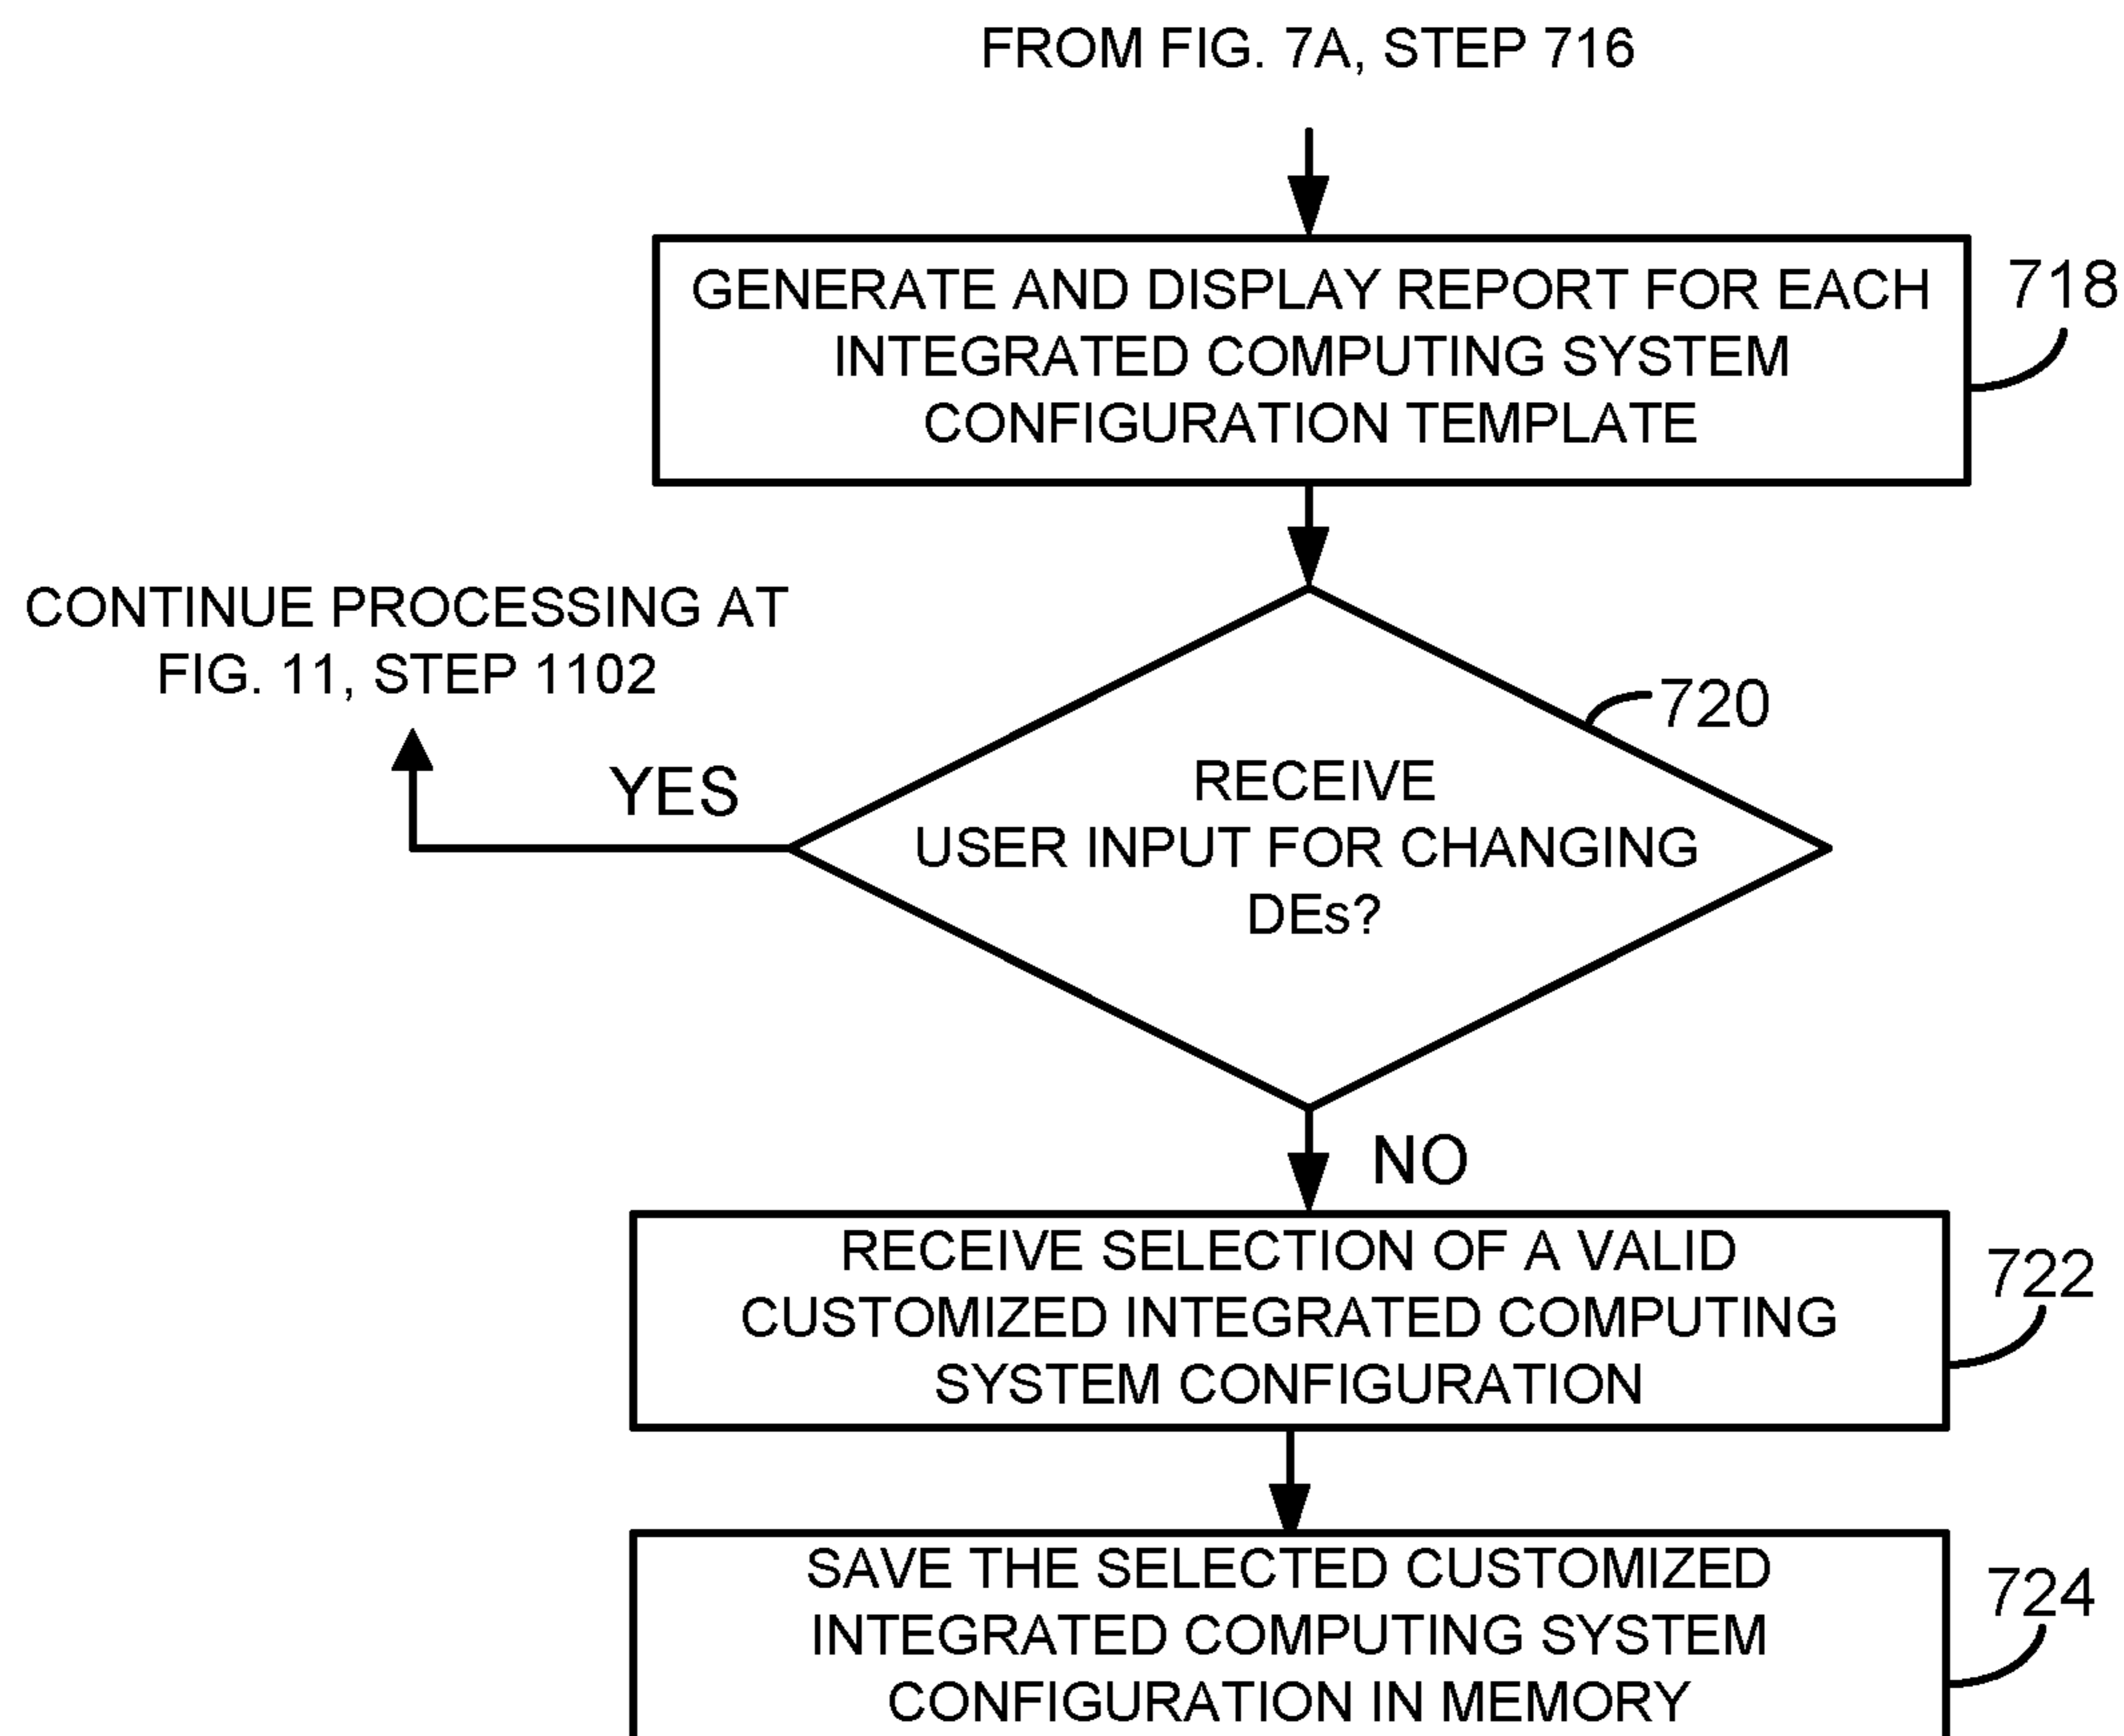 FROM FIG. 7A, STEP 716
GENERATE AND DISPLAY REPORT FOR EACH
INTEGRATED COMPUTING SYSTEM
CONFIGURATION TEMPLATE
718
CONTINUE PROCESSING AT
FIG. 11, STEP 1102
720
YES
RECEIVE
USER INPUT FOR CHANGING
DEs?
NO
RECEIVE SELECTION OF A VALID
CUSTOMIZED INTEGRATED COMPUTING
SYSTEM CONFIGURATION
722
SAVE THE SELECTED CUSTOMIZED
INTEGRATED COMPUTING SYSTEM
CONFIGURATION IN MEMORY
724